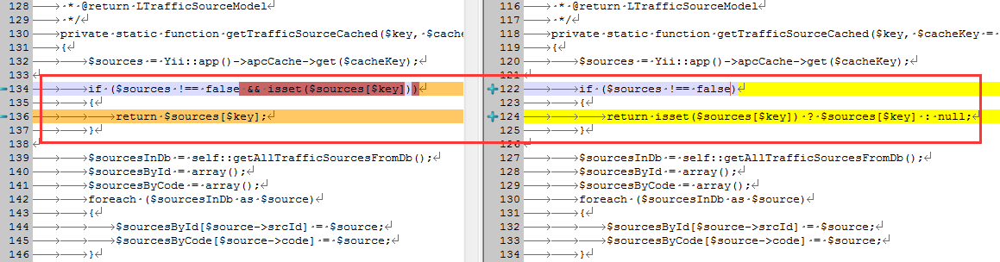 128 * @return LTrafficSourceModel
129 */
130 private static function getTrafficSourceCached($key, $cache
131 {
132 $sources = Yii::app()->apcCache->get($cacheKey);
133
134 if ($sources !== false && isset($sources[$key]))
135 {
136 return $sources[$key];
137 }
138
139 $sourcesInDb = self::getAllTrafficSourcesFromDb();
140 $sourcesById = array();
141 $sourcesByCode = array();
142 foreach ($sourcesInDb as $source)
143 {
144 $sourcesById[$source->srcId] = $source;
145 $sourcesByCode[$source->code] = $source;
146 }
116 * @return LTrafficSourceModel
117 */
118 private static function getTrafficSourceCached($key, $cacheKey =
119 {
120 $sources = Yii::app()->apcCache->get($cacheKey);
121
122 if ($sources !== false)
123 {
124 return isset($sources[$key]) ? $sources[$key] : null;
125 }
126
127 $sourcesInDb = self::getAllTrafficSourcesFromDb();
128 $sourcesById = array();
129 $sourcesByCode = array();
130 foreach ($sourcesInDb as $source)
131 {
132 $sourcesById[$source->srcId] = $source;
133 $sourcesByCode[$source->code] = $source;
134 }